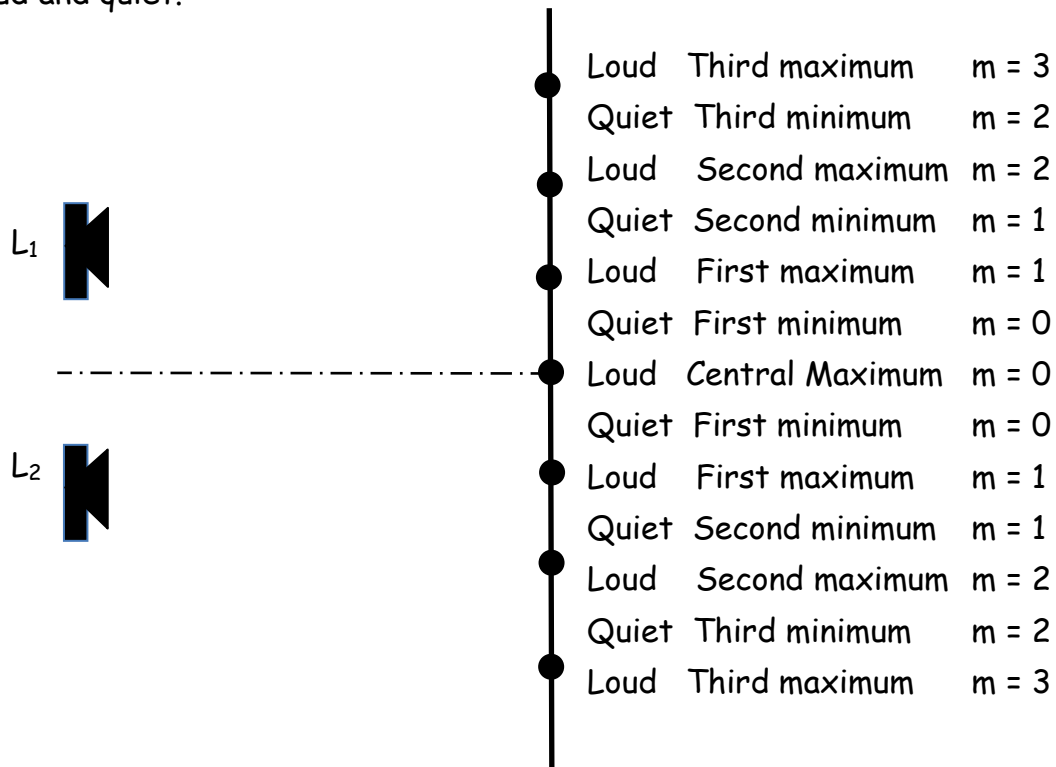 and quiet.
Loud Third maximum m = 3
Quiet Third minimum m = 2
Loud Second maximum m = 2
Quiet Second minimum m = 1
L₁
Loud First maximum m = 1
Quiet First minimum m = 0
Loud Central Maximum m = 0
Quiet First minimum m = 0
L₂
Loud First maximum m = 1
Quiet Second minimum m = 1
Loud Second maximum m = 2
Quiet Third minimum m = 2
Loud Third maximum m = 3